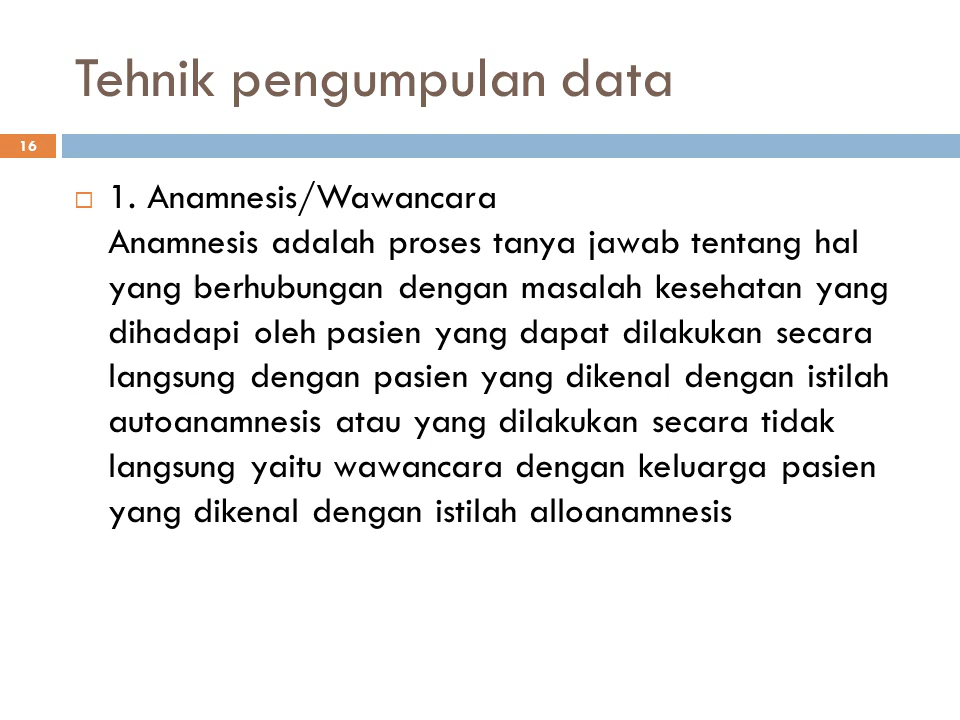 Tehnik pengumpulan data
16
1. Anamnesis/Wawancara
Anamnesis adalah proses tanya jawab tentang hal
yang berhubungan dengan masalah kesehatan yang
dihadapi oleh pasien yang dapat dilakukan secara
langsung dengan pasien yang dikenal dengan istilah
autoanamnesis atau yang dilakukan secara tidak
langsung yaitu wawancara dengan keluarga pasien
yang dikenal dengan istilah alloanamnesis